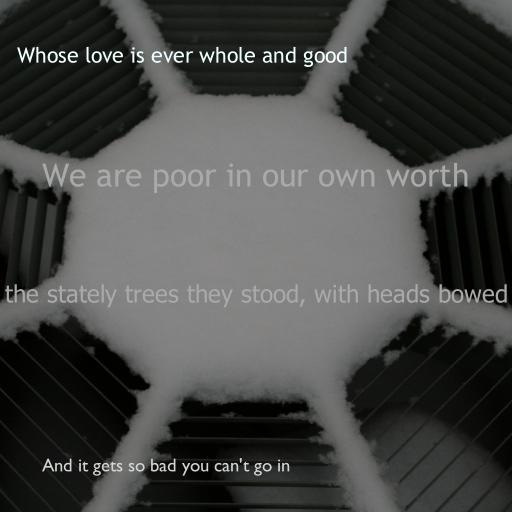 Whose love is ever whole and good
We are poor in our own worth
the stately trees they stood, with heads bowed
And it gets so bad you can't go in